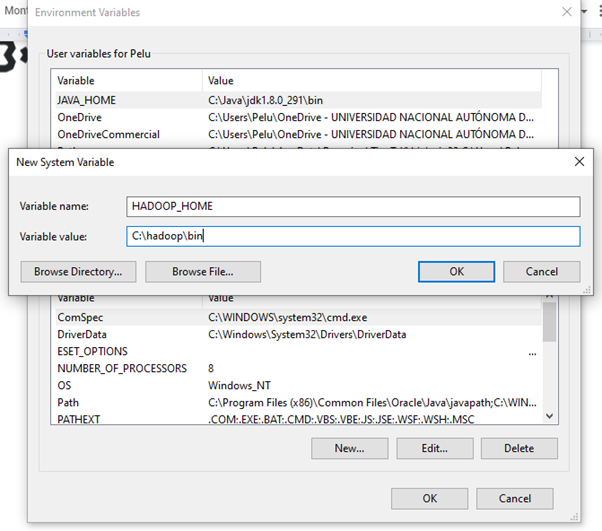 Mont
Environment Variables
3
User variables for Pelu
Variable Value
JAVA_HOME C:\Java\jdk1.8.0_291\bin
OneDrive C:\Users\Pelu\OneDrive - UNIVERSIDAD NACIONAL AUTÓNOMA D...
OneDriveCommercial C:\Users\Pelu\OneDrive - UNIVERSIDAD NACIONAL AUTÓNOMA D...
New System Variable
Variable name: HADOOP_HOME
Variable value: C:\hadoop\bin
Browse Directory... Browse File... OK Cancel
Variable Value
ComSpec C:\WINDOWS\system32\cmd.exe
DriverData C:\Windows\System32\Drivers\DriverData
ESET_OPTIONS ...
NUMBER_OF_PROCESSORS 8
OS Windows_NT
Path C:\Program Files (x86)\Common Files\Oracle\Java\javapath;C:\WIN...
PATHEXT .COM;.EXE;.BAT;.CMD;.VBS;.VBE;.JS;.JSE;.WSF;.WSH;.MSC
New... Edit... Delete
OK Cancel